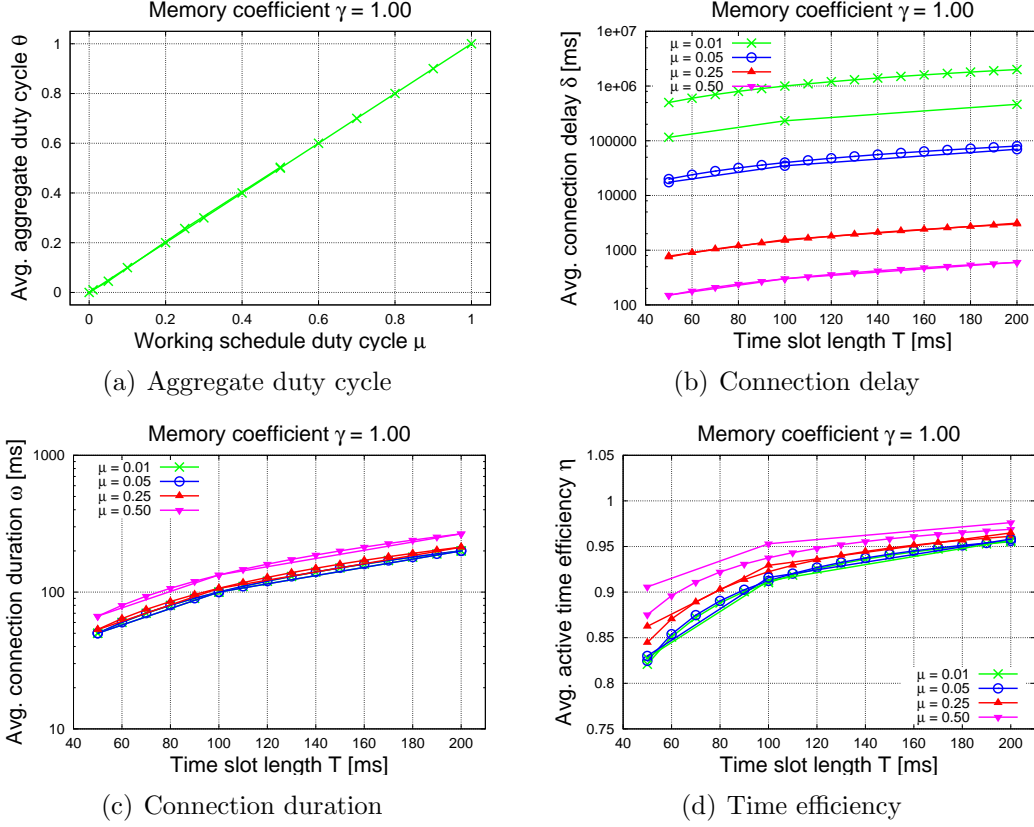 Memory coefficient γ = 1.00
Avg. aggregate duty cycle θ
1
0.8
0.6
0.4
0.2
0
0 0.2 0.4 0.6 0.8 1
Working schedule duty cycle μ
(a) Aggregate duty cycle
Memory coefficient γ = 1.00
Avg. connection delay δ [ms]
1e+07
1e+06
100000
10000
1000
100
μ = 0.01
μ = 0.05
μ = 0.25
μ = 0.50
40 60 80 100 120 140 160 180 200
Time slot length T [ms]
(b) Connection delay
Memory coefficient γ = 1.00
Avg. connection duration ω [ms]
1000
100
10
μ = 0.01
μ = 0.05
μ = 0.25
μ = 0.50
40 60 80 100 120 140 160 180 200
Time slot length T [ms]
(c) Connection duration
Memory coefficient γ = 1.00
Avg. active time efficiency η
1.05
1
0.95
0.9
0.85
0.8
0.75
μ = 0.01
μ = 0.05
μ = 0.25
μ = 0.50
40 60 80 100 120 140 160 180 200
Time slot length T [ms]
(d) Time efficiency